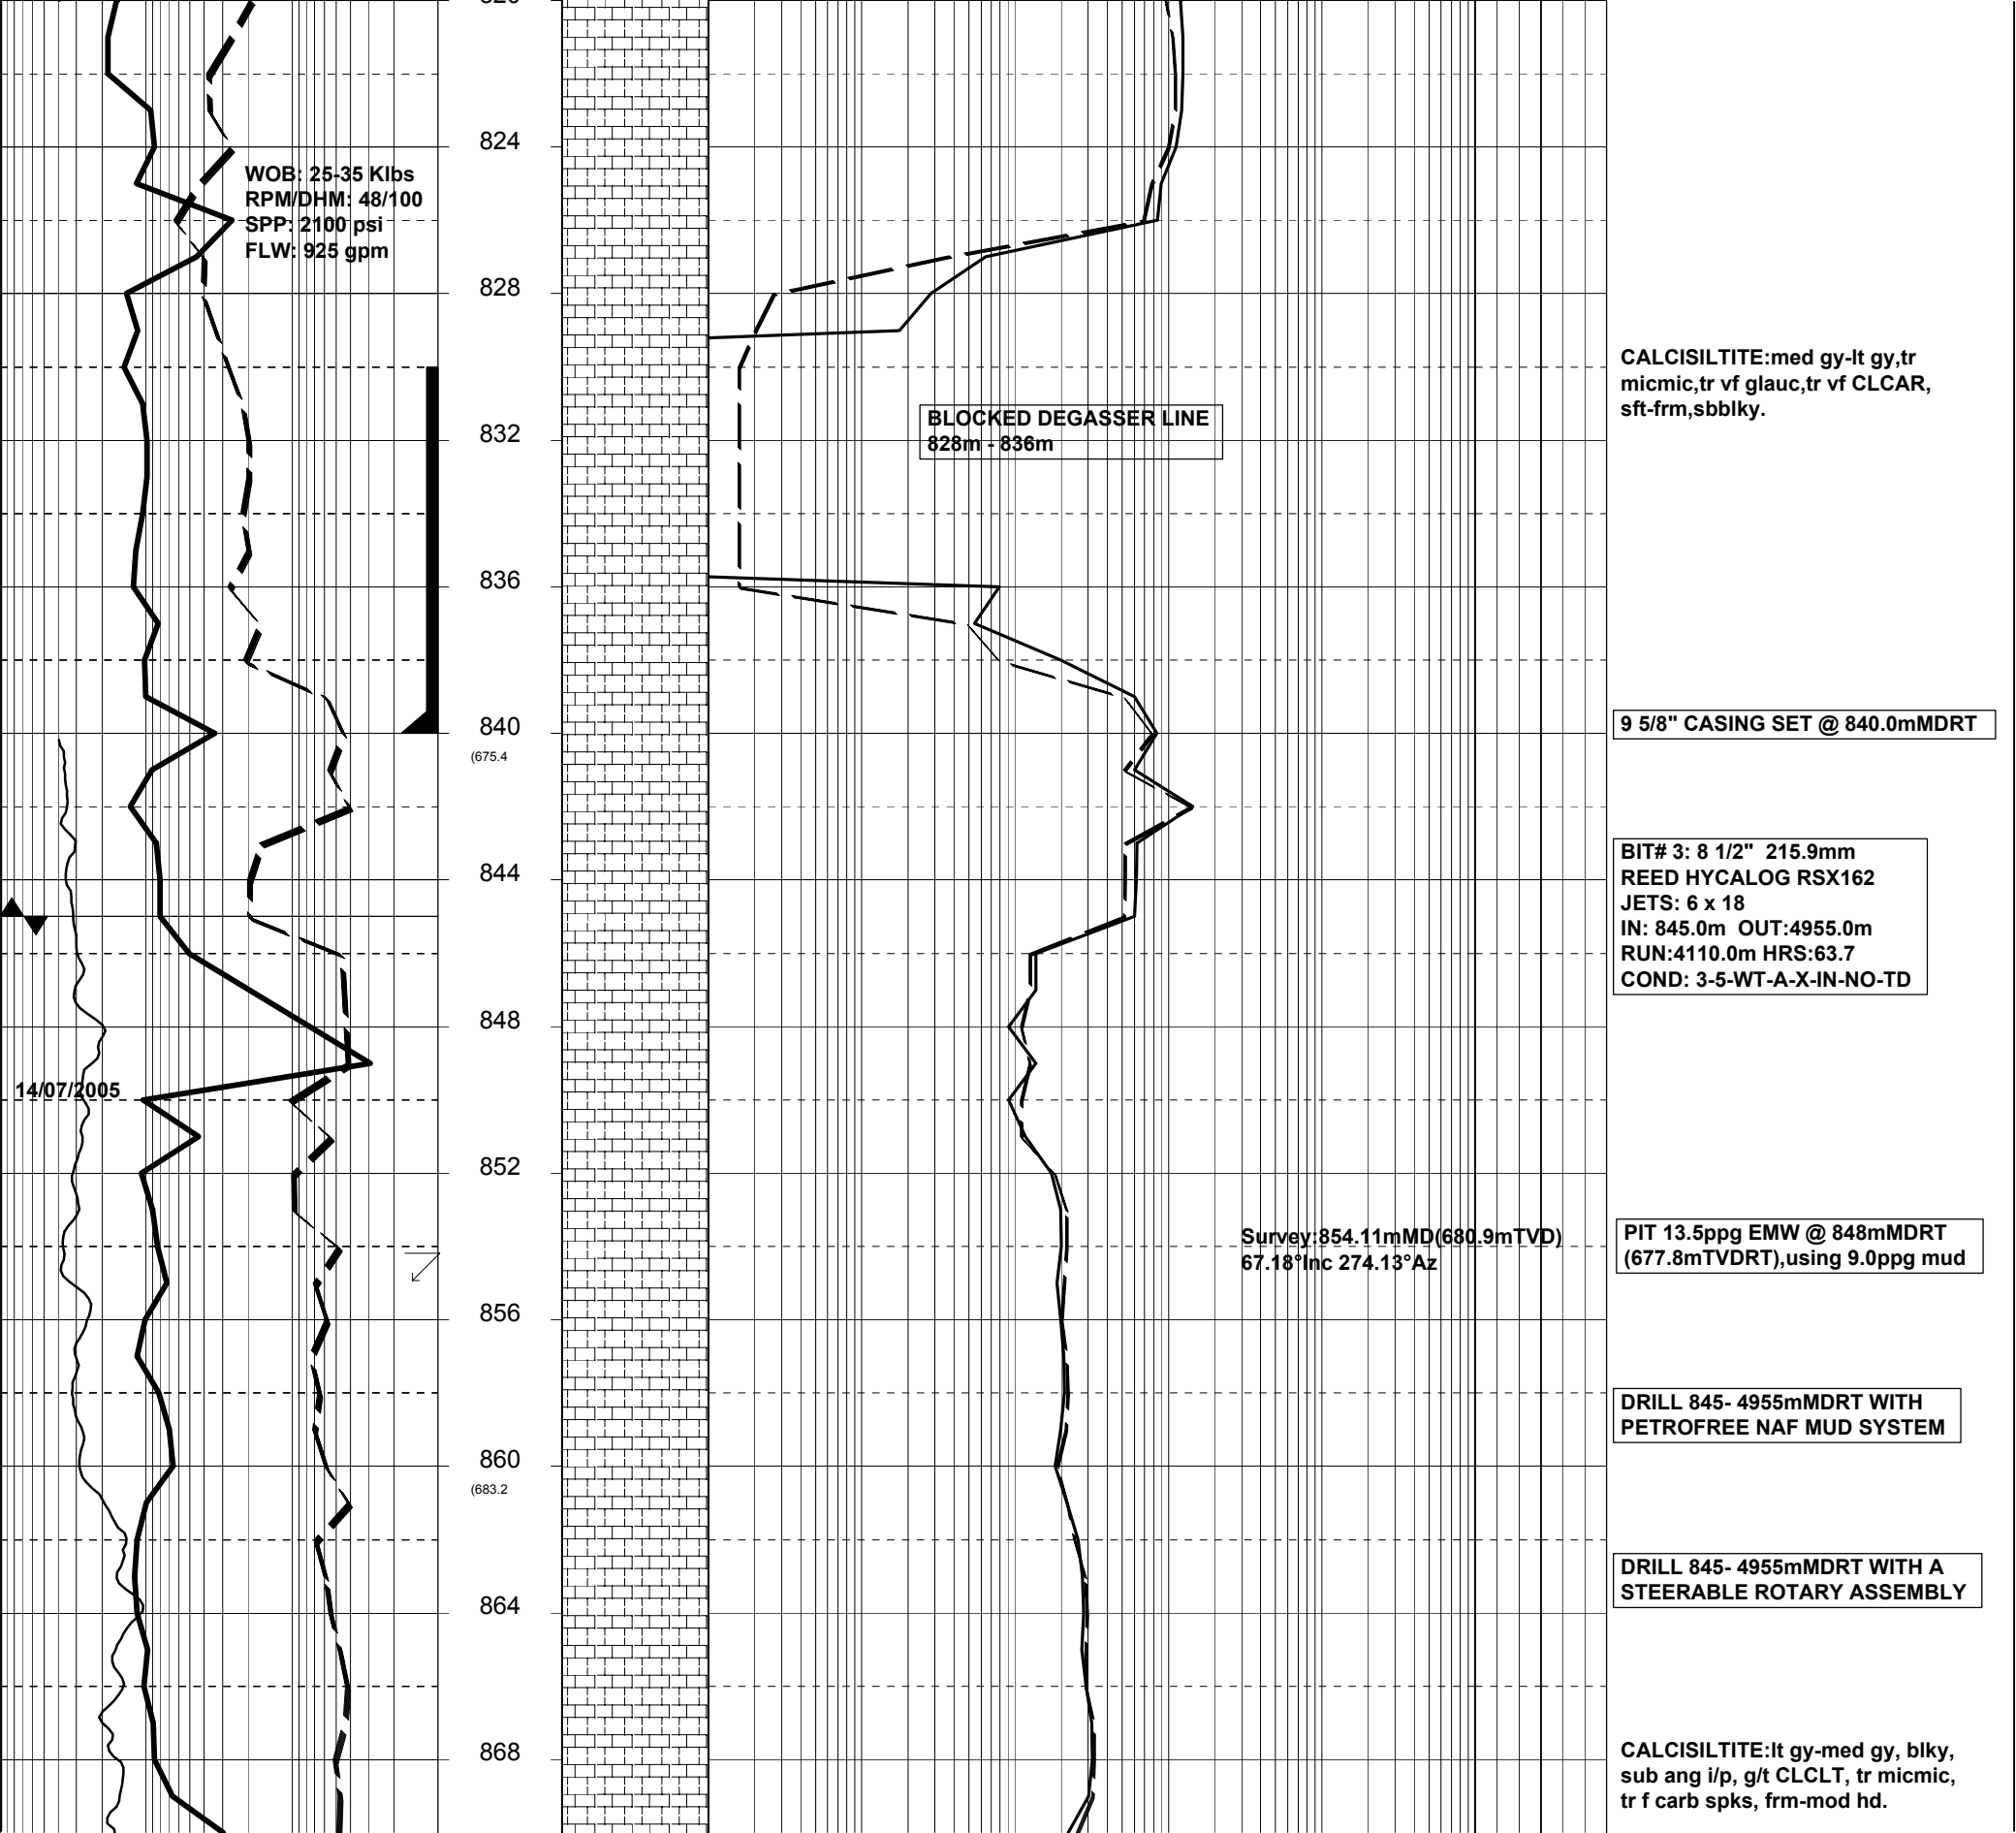 WOB: 25-35 Klbs
RPM/DHM: 48/100
SPP: 2100 psi
FLW: 925 gpm
14/07/2005
824
828
832
836
840
(675.4
844
848
852
856
860
(683.2
864
868
BLOCKED DEGASSER LINE
828m - 836m
Survey:854.11mMD(680.9mTVD)
67.18°Inc 274.13°Az
CALCISILTITE:med gy-lt gy,tr
micmic,tr vf glauc,tr vf CLCAR,
sft-frm,sbblky.
9 5/8" CASING SET @ 840.0mMDRT
BIT# 3: 8 1/2" 215.9mm
REED HYCALOG RSX162
JETS: 6 x 18
IN: 845.0m OUT:4955.0m
RUN:4110.0m HRS:63.7
COND: 3-5-WT-A-X-IN-NO-TD
PIT 13.5ppg EMW @ 848mMDRT
(677.8mTVDRT),using 9.0ppg mud
DRILL 845- 4955mMDRT WITH
PETROFREE NAF MUD SYSTEM
DRILL 845- 4955mMDRT WITH A
STEERABLE ROTARY ASSEMBLY
CALCISILTITE:lt gy-med gy, blky,
sub ang i/p, g/t CLCLT, tr micmic,
tr f carb spks, frm-mod hd.